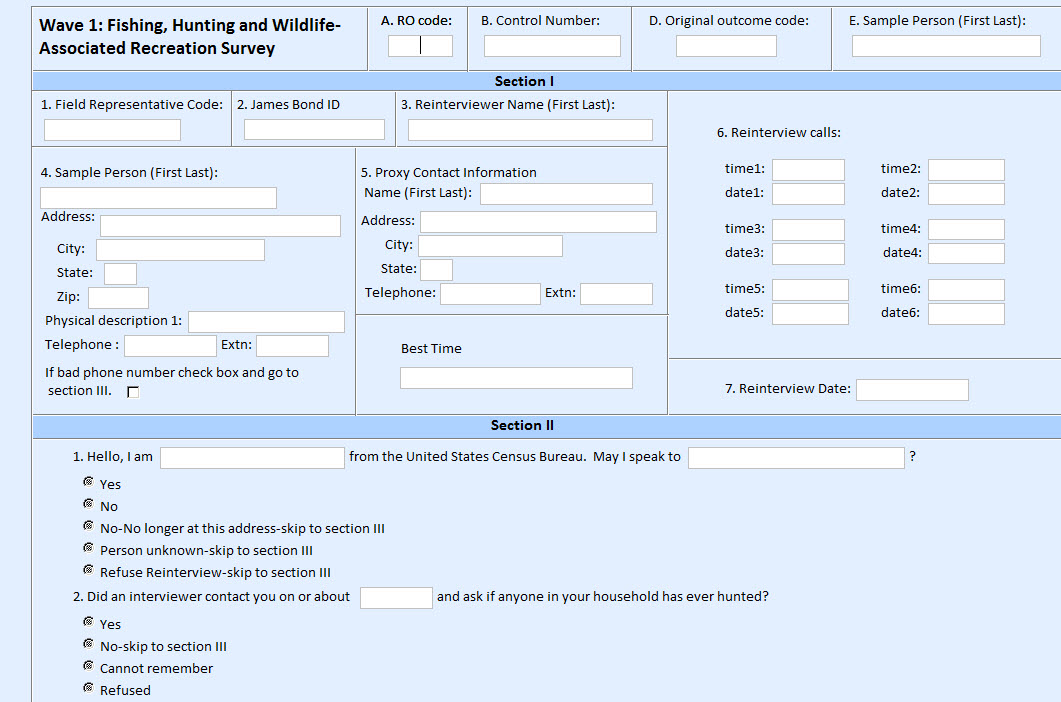 Wave 1: Fishing, Hunting and Wildlife-
Associated Recreation Survey
A. RO code:
B. Control Number:
D. Original outcome code:
E. Sample Person (First Last):
Section I
1. Field Representative Code:
2. James Bond ID
3. Reinterviewer Name (First Last):
4. Sample Person (First Last):
Address:
City:
State:
Zip:
Physical description 1:
Telephone :
Extn:
If bad phone number check box and go to
section III.
5. Proxy Contact Information
Name (First Last):
Address:
City:
State:
Telephone:
Extn:
Best Time
6. Reinterview calls:
time1:
time2:
date1:
date2:
time3:
time4:
date3:
date4:
time5:
time6:
date5:
date6:
7. Reinterview Date:
Section II
1. Hello, I am from the United States Census Bureau. May I speak to ?
Yes
No
No-No longer at this address-skip to section III
Person unknown-skip to section III
Refuse Reinterview-skip to section III
2. Did an interviewer contact you on or about and ask if anyone in your household has ever hunted?
Yes
No-skip to section III
Cannot remember
Refused